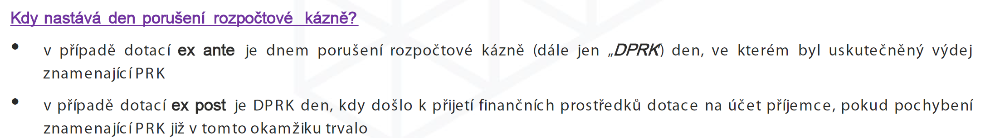 Kdy nastává den porušení rozpočtové kázně?
• v případě dotací ex ante je dnem porušení rozpočtové kázně (dále jen „DPRK“) den, ve kterém byl uskutečněný výdej
znamenající PRK
• v případě dotací ex post je DPRK den, kdy došlo k přijetí finančních prostředků dotace na účet příjemce, pokud pochybení
znamenající PRK již v tomto okamžiku trvalo